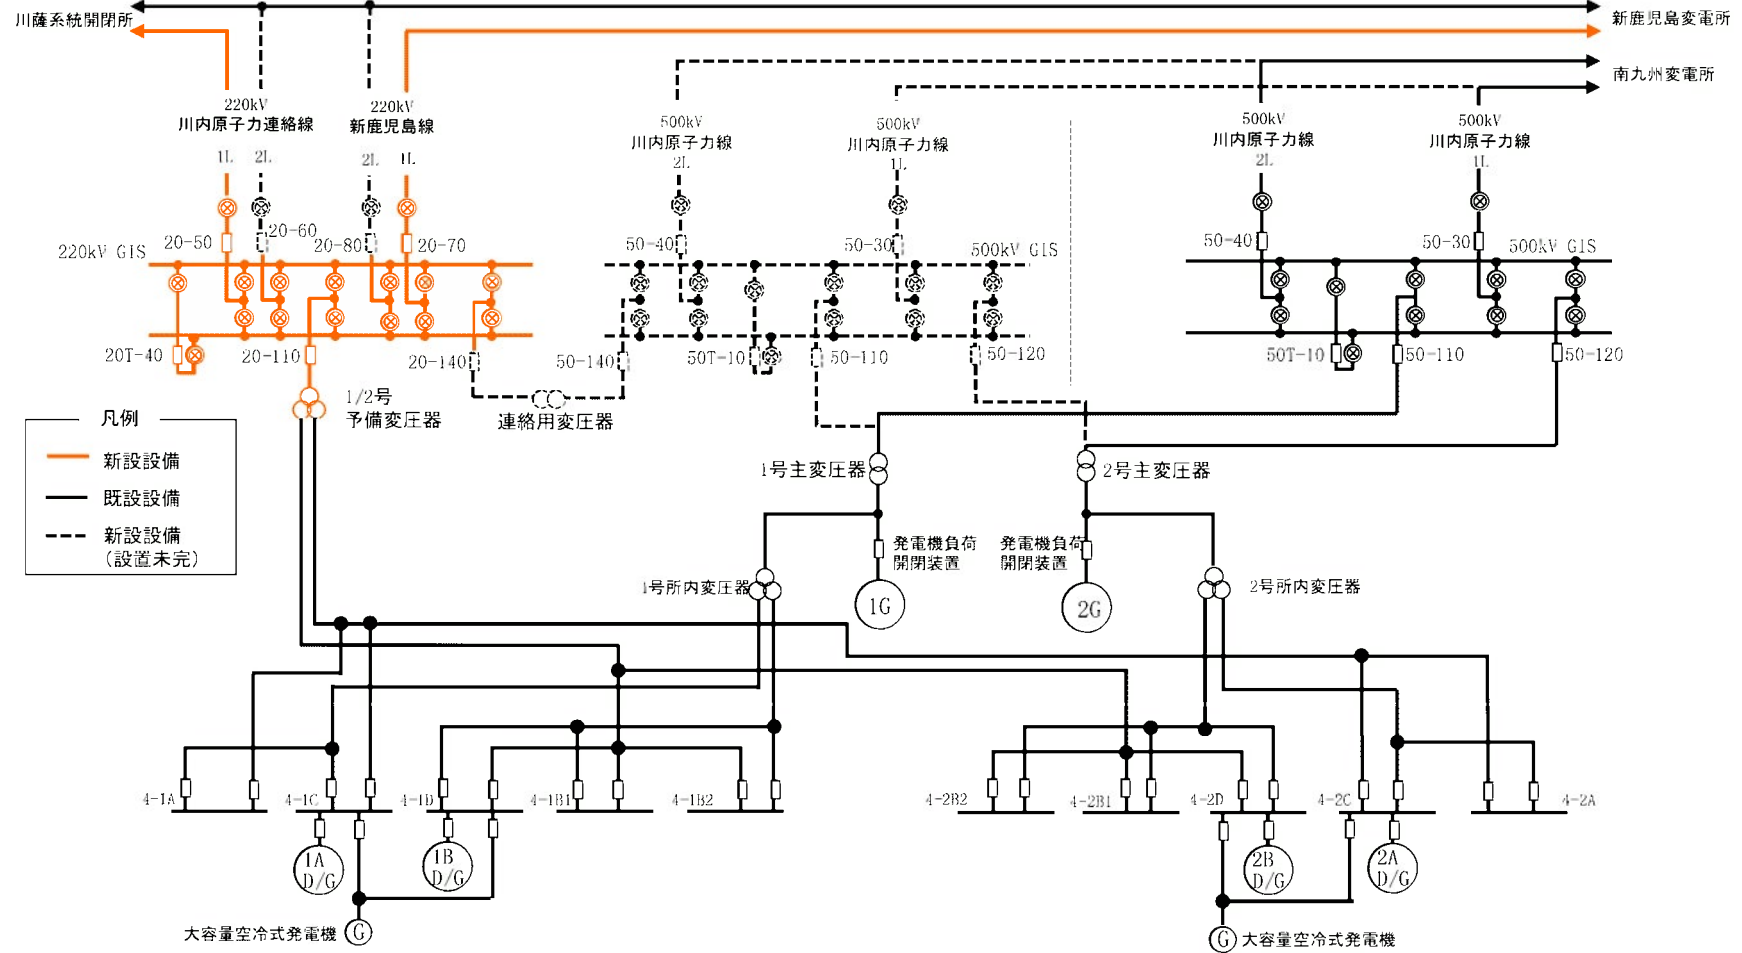 川薩系統開閉所
新鹿児島変電所
南九州変電所
220kV
川内原子力連絡線
1L 2L
220kV
新鹿児島線
2L 1L
500kV
川内原子力線
2L
500kV
川内原子力線
1L
500kV
川内原子力線
2L
500kV
川内原子力線
1L
220kV GIS
20-50
20-60
20-80
20-70
50-40
50-30
500kV GIS
50-40
50-30
500kV GIS
20T-40
20-110
20-140
50-140
50T-10
50-110
50-120
50T-10
50-110
50-120
1/2号
予備変圧器
連絡用変圧器
凡例
新設設備
既設設備
新設設備
(設置未完)
1号主変圧器
2号主変圧器
発電機負荷
開閉装置
発電機負荷
開閉装置
1号所内変圧器
1G
2G
2号所内変圧器
4-1A
4-1C
4-1D
4-1B1
4-1B2
4-2B2
4-2B1
4-2D
4-2C
4-2A
1A
D/G
1B
D/G
2B
D/G
2A
D/G
大容量空冷式発電機
G
G
大容量空冷式発電機